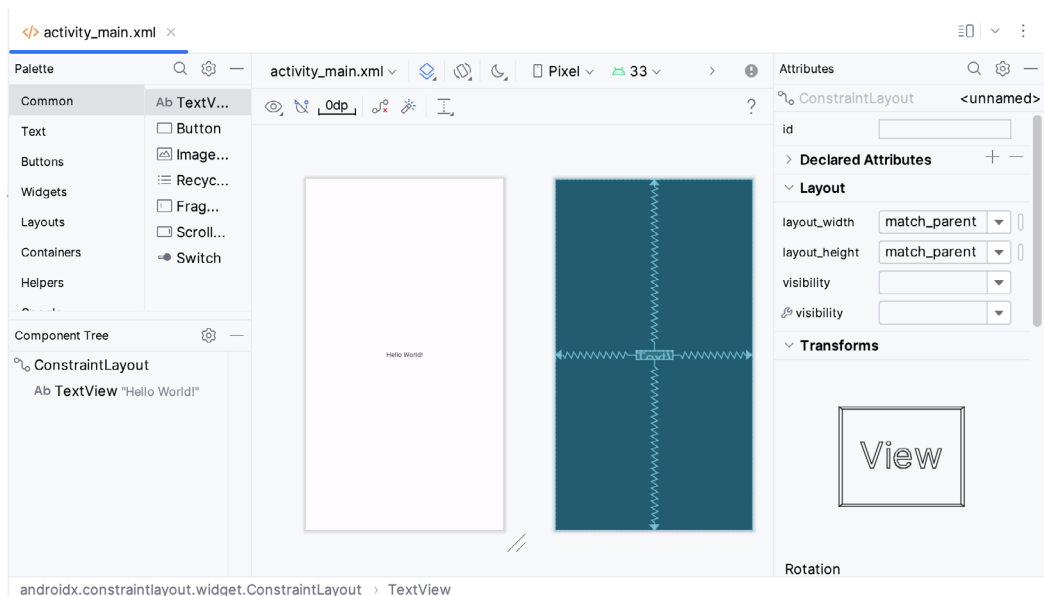 activity_main.xml
Palette
Common
Text
Buttons
Widgets
Layouts
Containers
Helpers
Ab TextV...
Button
Image...
Recyc...
Frag...
Scroll...
Switch
Component Tree
ConstraintLayout
Ab TextView "Hello World!"
activity_main.xml
Pixel
33
0dp
?
Hello World!
Attributes
ConstraintLayout <unnamed>
id
Declared Attributes
Layout
layout_width match_parent
layout_height match_parent
visibility
visibility
Transforms
View
Rotation
androidx.constraintlayout.widget.ConstraintLayout > TextView